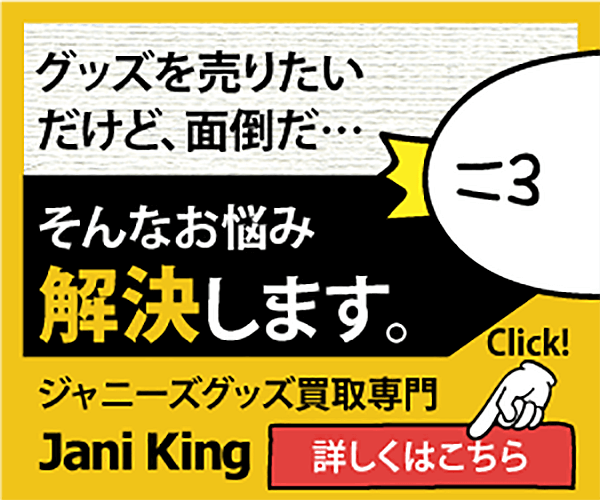 グッズを売りたい
だけど、面倒だ…
そんなお悩み
解決します。
Click!
ジャニーズグッズ買取専門
Jani King
詳しくはこちら